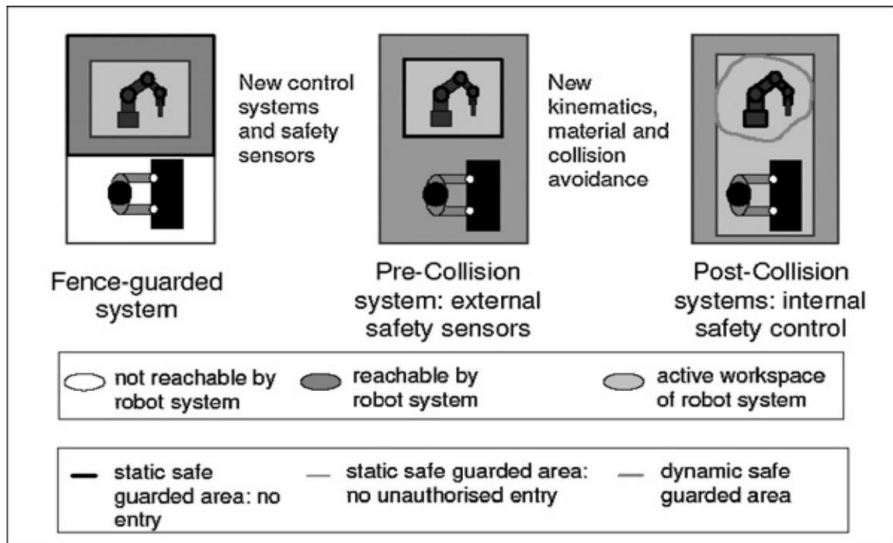 New control
systems
and safety
sensors
New
kinematics,
material and
collision
avoidance
Fence-guarded
system
Pre-Collision
system: external
safety sensors
Post-Collision
systems: internal
safety control
not reachable by
robot system
reachable by
robot system
active workspace
of robot system
static safe
guarded area: no
entry
static safe guarded area:
no unauthorised entry
dynamic safe
guarded area